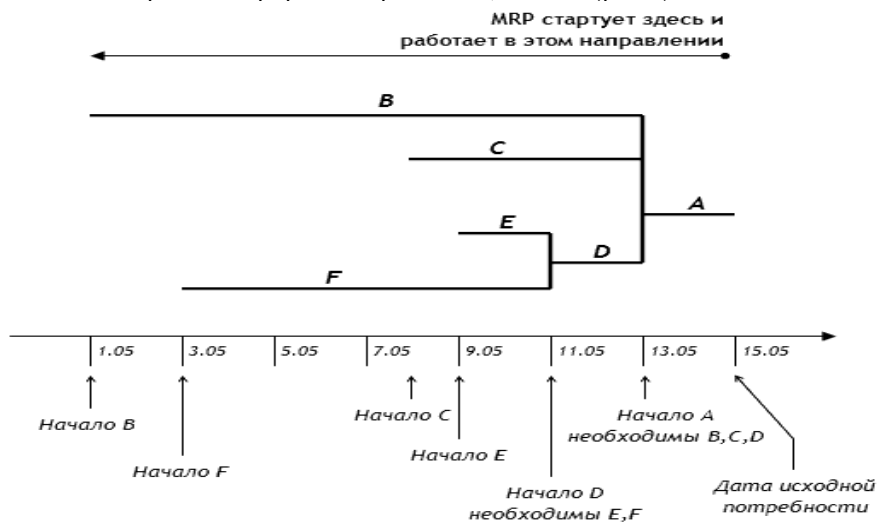 MRP стартует здесь и
работает в этом направлении
B
C
A
E
D
F
1.05
3.05
5.05
7.05
9.05
11.05
13.05
15.05
Начало B
Начало F
Начало C
Начало E
Начало D
необходимы E,F
Начало A
необходимы B,C,D
Дата исходной
потребности